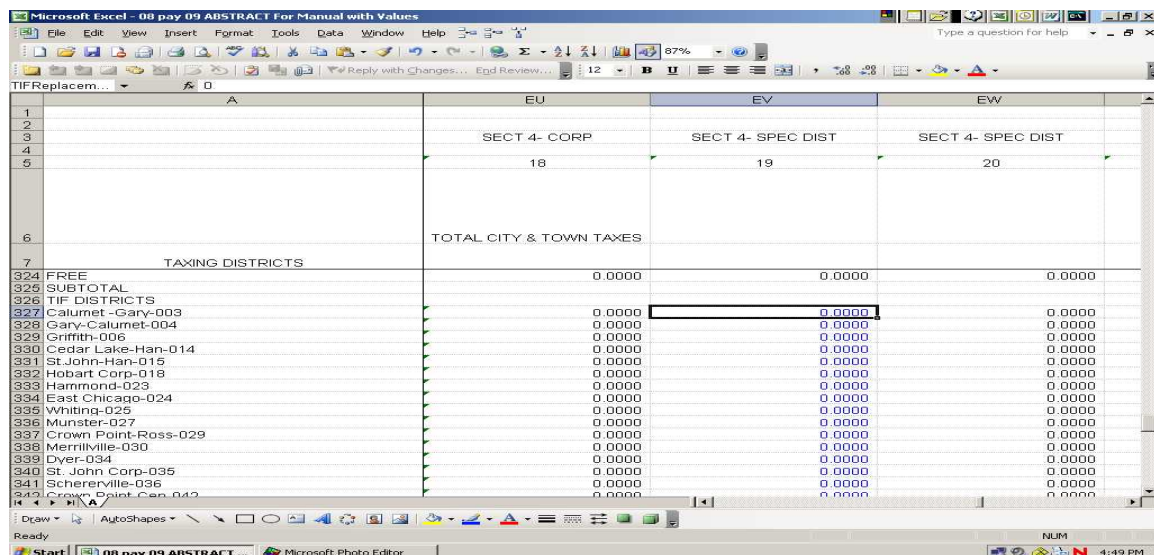 Microsoft Excel - 08 pay 09 ABSTRACT For Manual with Values
File Edit View Insert Format Tools Data Window Help Type a question for help
87%
Reply with Changes... End Review... 12 B U
TIFReplacem... fx 0
A EU EV EW
1
2
3 SECT 4- CORP SECT 4- SPEC DIST SECT 4- SPEC DIST
4
5 18 19 20
6 TOTAL CITY & TOWN TAXES
7 TAXING DISTRICTS
324 FREE 0.0000 0.0000 0.0000
325 SUBTOTAL
326 TIF DISTRICTS
327 Calumet -Gary-003 0.0000 0.0000 0.0000
328 Gary-Calumet-004 0.0000 0.0000 0.0000
329 Griffith-006 0.0000 0.0000 0.0000
330 Cedar Lake-Han-014 0.0000 0.0000 0.0000
331 St.John-Han-015 0.0000 0.0000 0.0000
332 Hobart Corp-018 0.0000 0.0000 0.0000
333 Hammond-023 0.0000 0.0000 0.0000
334 East Chicago-024 0.0000 0.0000 0.0000
335 Whiting-025 0.0000 0.0000 0.0000
336 Munster-027 0.0000 0.0000 0.0000
337 Crown Point-Ross-029 0.0000 0.0000 0.0000
338 Merrillville-030 0.0000 0.0000 0.0000
339 Dyer-034 0.0000 0.0000 0.0000
340 St. John Corp-035 0.0000 0.0000 0.0000
341 Schererville-036 0.0000 0.0000 0.0000
342 Crown Point Cen-042 0.0000 0.0000 0.0000
A
Draw AutoShapes
Ready NUM
Start 08 pay 09 ABSTRACT ... Microsoft Photo Editor 4:49 PM